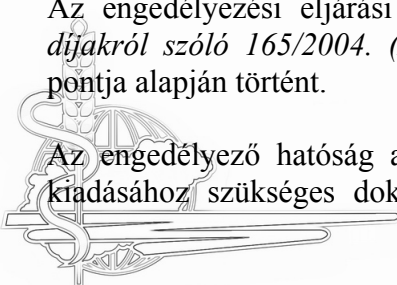 Az engedélyezési eljárási
díjakról szóló 165/2004. (
pontja alapján történt.
Az engedélyező hatóság a
kiadásához szükséges dok